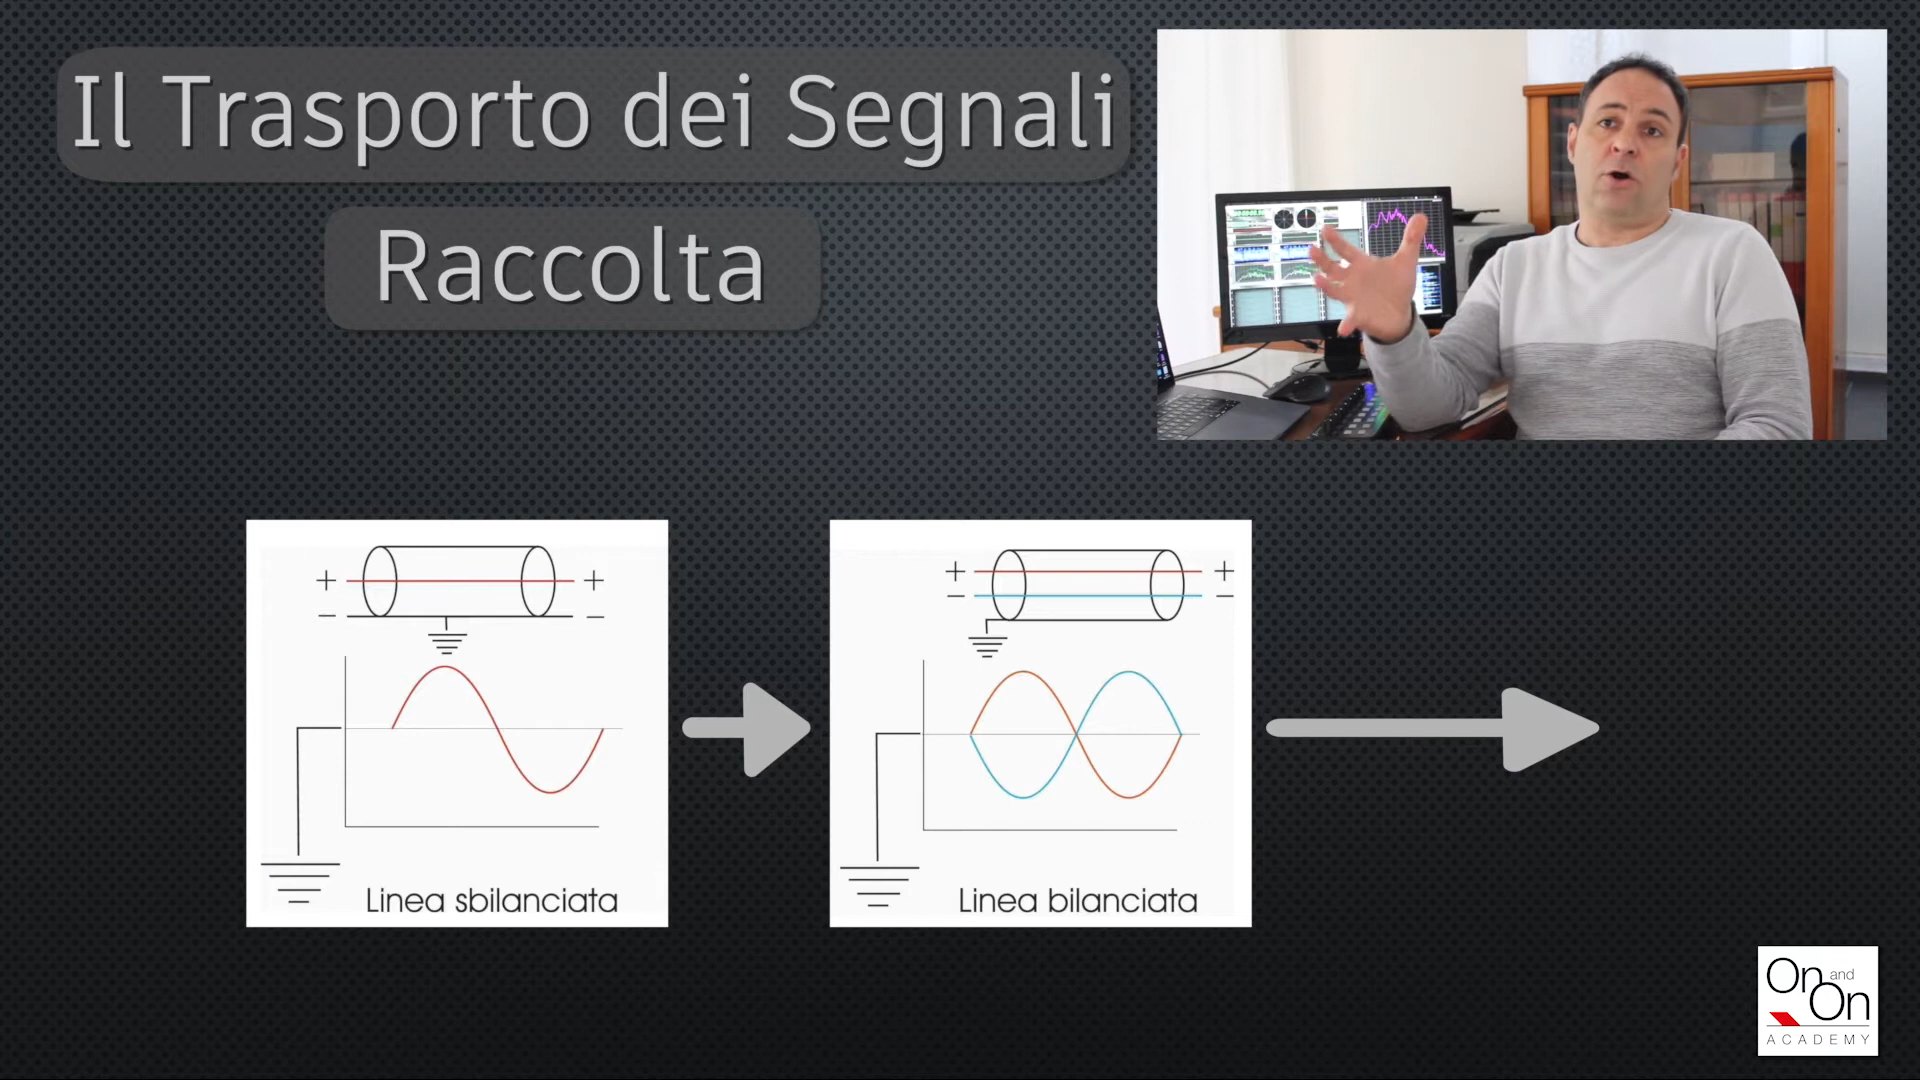 Il Trasporto dei Segnali
Raccolta
+ +
− −
Linea sbilanciata
+ +
− −
Linea bilanciata
On and
On
ACADEMY